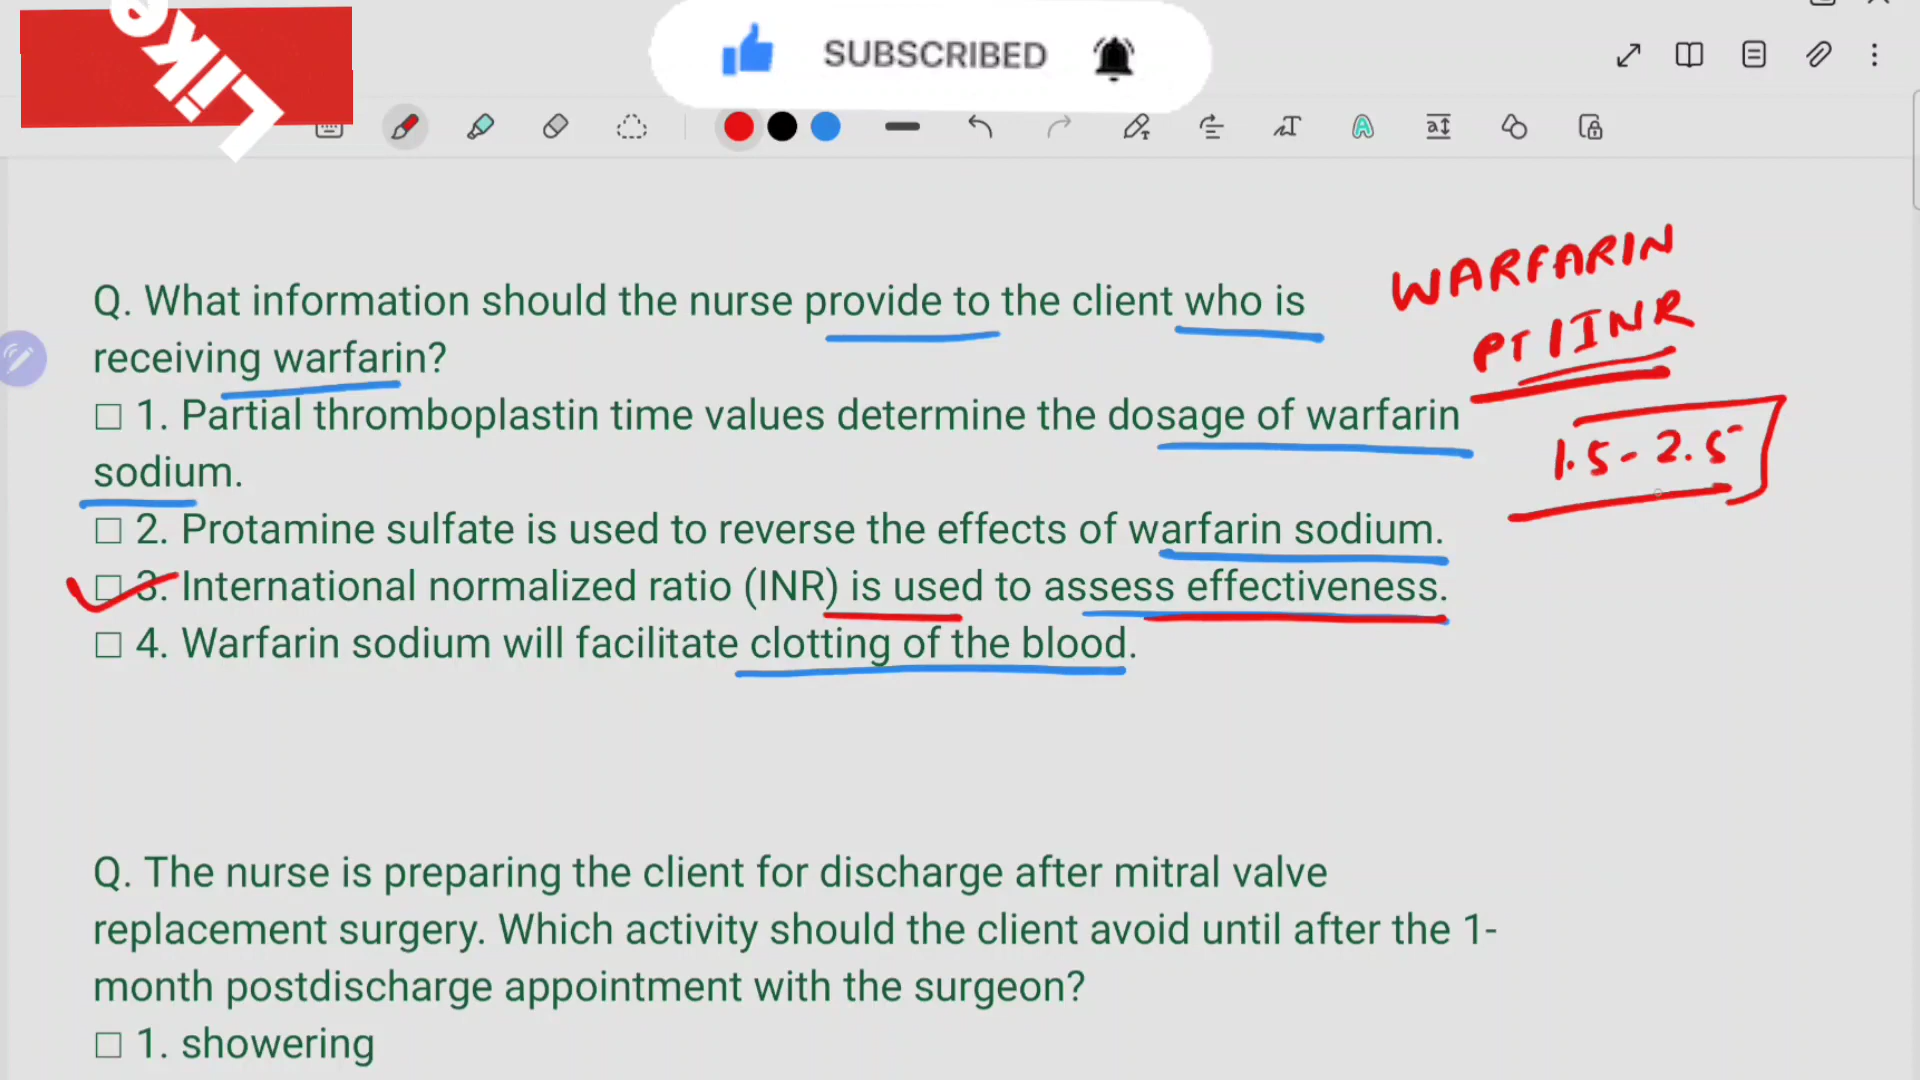 Like
SUBSCRIBED
Q. What information should the nurse provide to the client who is
receiving warfarin?
☐ 1. Partial thromboplastin time values determine the dosage of warfarin
sodium.
☐ 2. Protamine sulfate is used to reverse the effects of warfarin sodium.
☐ 3. International normalized ratio (INR) is used to assess effectiveness.
☐ 4. Warfarin sodium will facilitate clotting of the blood.
WARFARIN
PT/INR
1.5-2.5
Q. The nurse is preparing the client for discharge after mitral valve
replacement surgery. Which activity should the client avoid until after the 1-
month postdischarge appointment with the surgeon?
☐ 1. showering